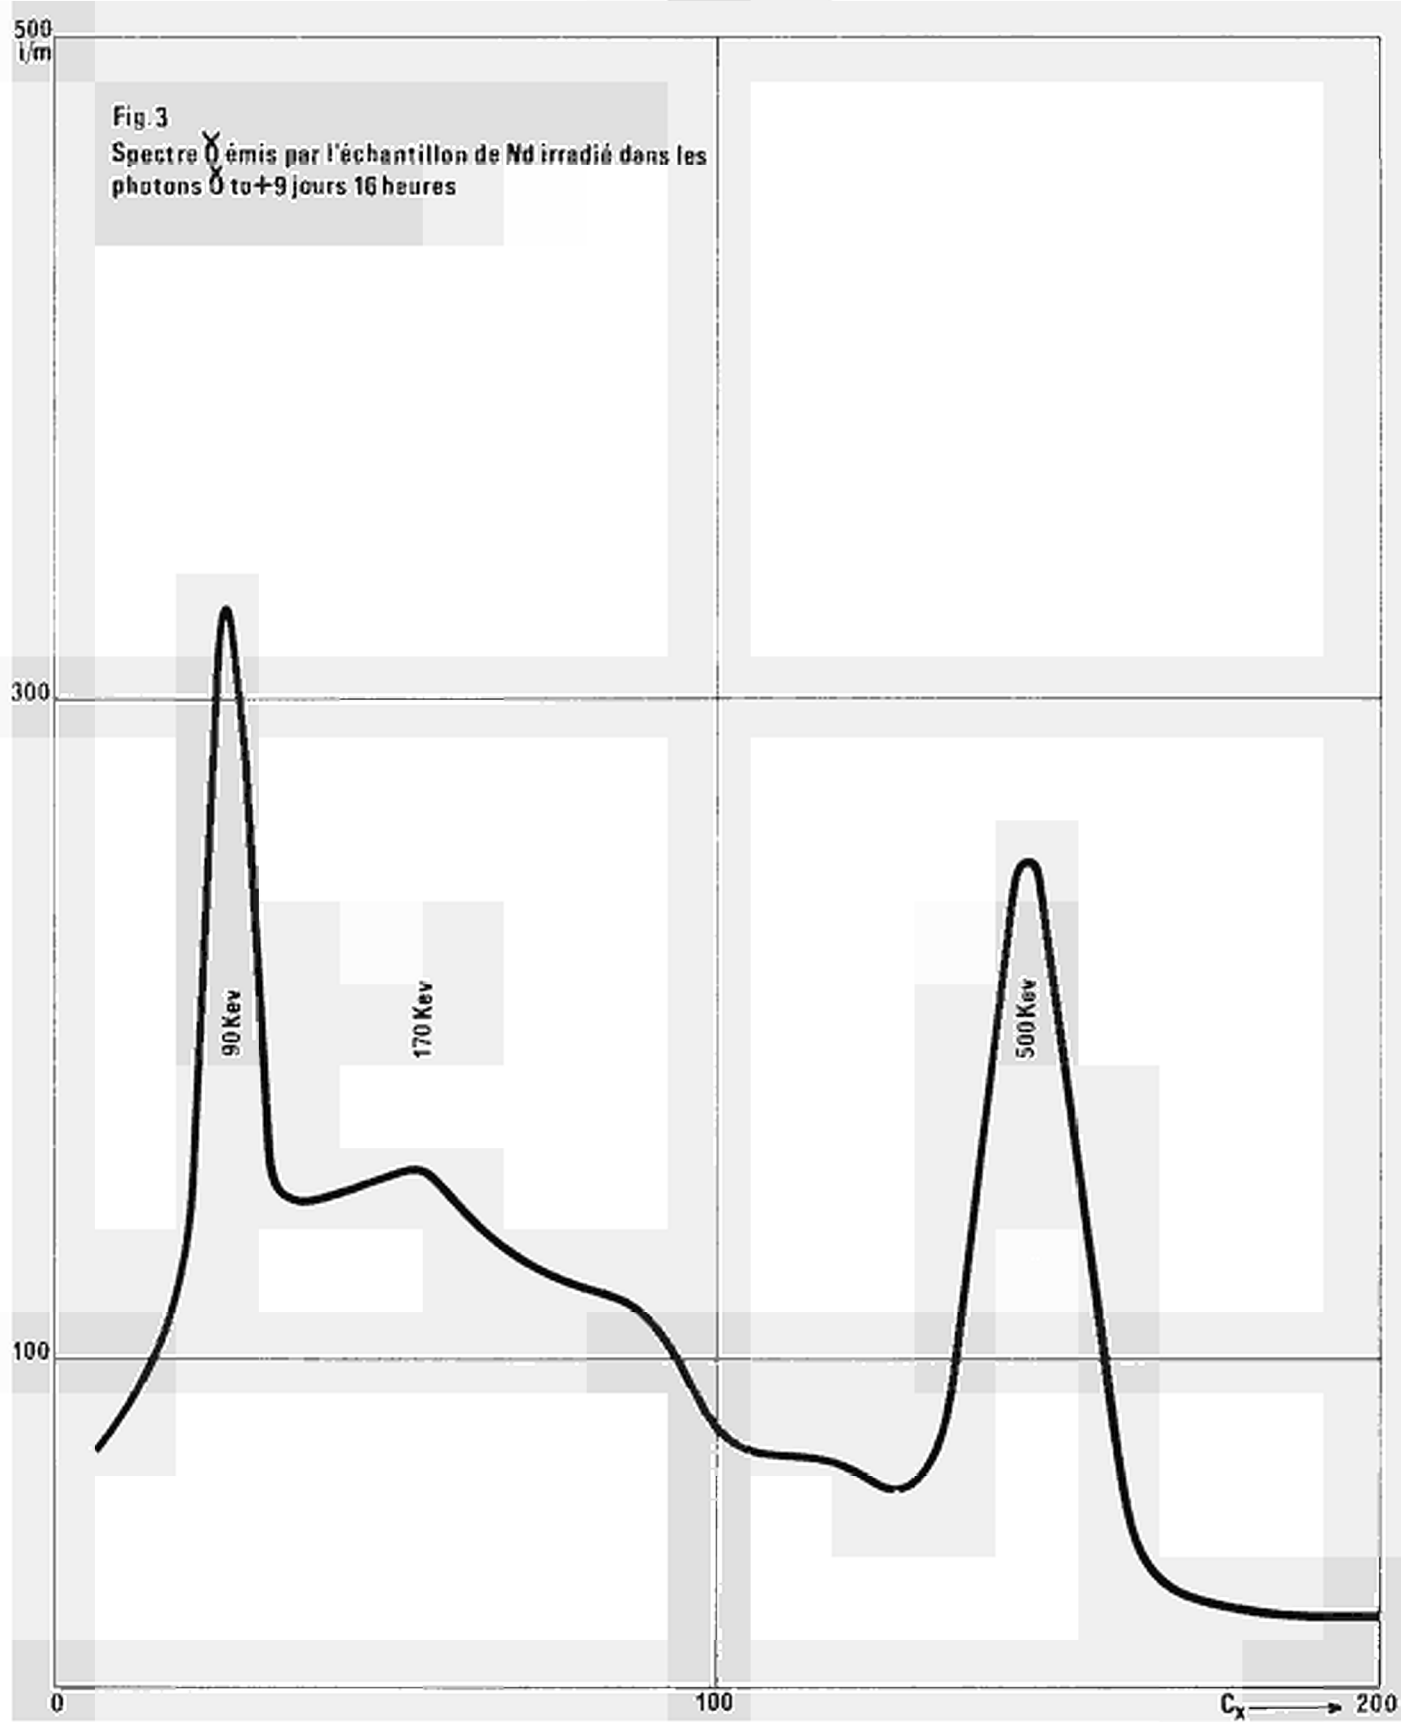 500
i/m
Fig. 3
Spectre ɣ émis par l'échantillon de Nd irradié dans les
photons ɣ to+9 jours 16 heures
300
90 Kev
170 Kev
500 Kev
100
0
100
Cx
200